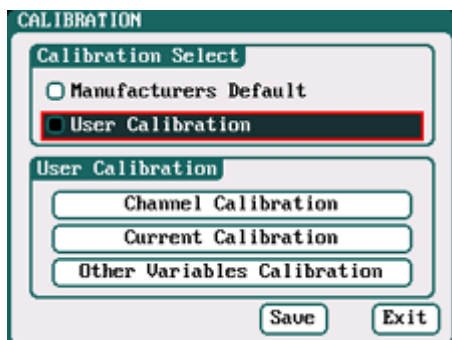 CALIBRATION
Calibration Select
Manufacturers Default
User Calibration
User Calibration
Channel Calibration
Current Calibration
Other Variables Calibration
Save Exit